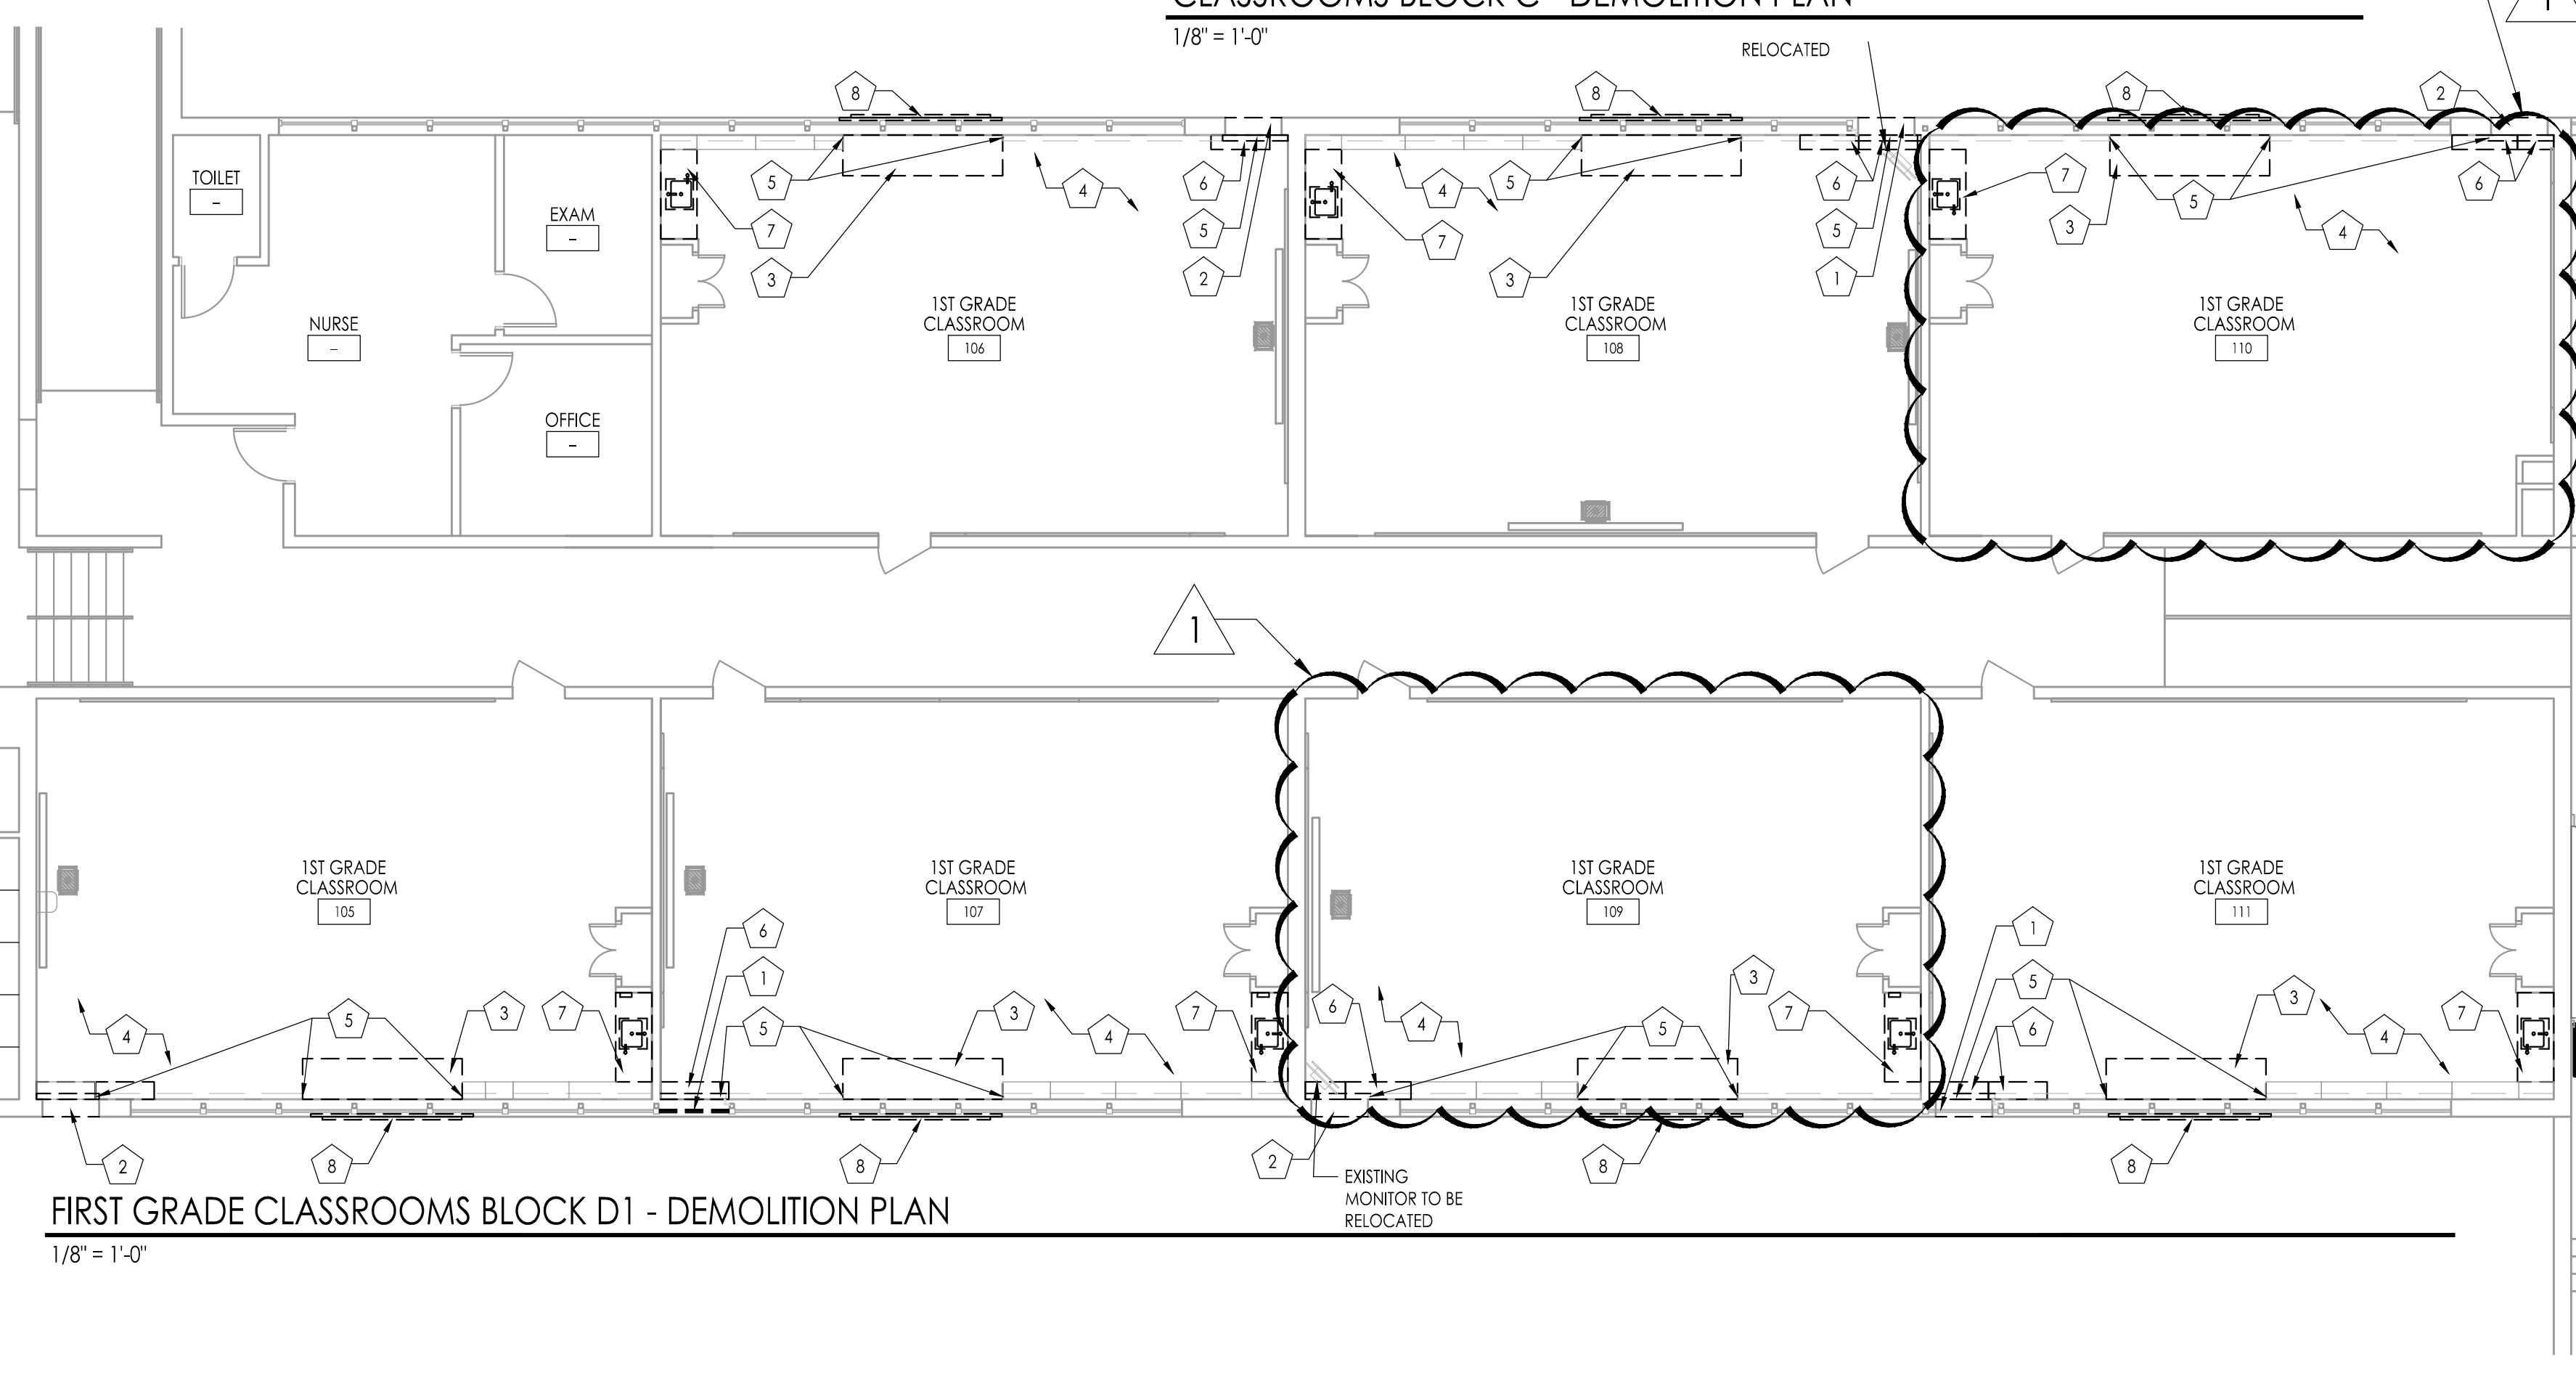 CLASSROOMS BLOCK C - DEMOLITION PLAN
1/8" = 1'-0"
RELOCATED
1
8
8
8
2
TOILET
-
EXAM
-
NURSE
-
OFFICE
-
5
4
6
7
5
3
2
1ST GRADE
CLASSROOM
106
4
5
6
7
5
3
1
1ST GRADE
CLASSROOM
108
7
3
5
4
6
1ST GRADE
CLASSROOM
110
1
1ST GRADE
CLASSROOM
105
1ST GRADE
CLASSROOM
107
1ST GRADE
CLASSROOM
109
1ST GRADE
CLASSROOM
111
4
5
3
7
6
1
5
3
4
7
6
4
5
3
7
1
5
6
3
4
7
2
8
8
2
8
8
EXISTING
MONITOR TO BE
RELOCATED
FIRST GRADE CLASSROOMS BLOCK D1 - DEMOLITION PLAN
1/8" = 1'-0"